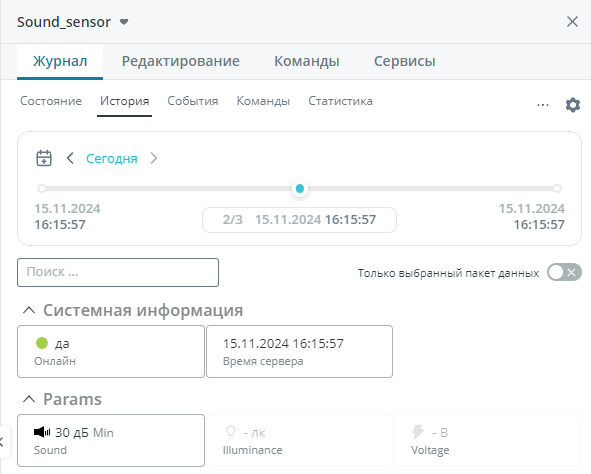 Sound_sensor
Журнал Редактирование Команды Сервисы
Состояние История События Команды Статистика
Сегодня
15.11.2024 16:15:57
2/3 15.11.2024 16:15:57
15.11.2024 16:15:57
Поиск ...
Только выбранный пакет данных
Системная информация
да
Онлайн
15.11.2024 16:15:57
Время сервера
Params
30 дБ Min
Sound
- лк
Illuminance
- В
Voltage